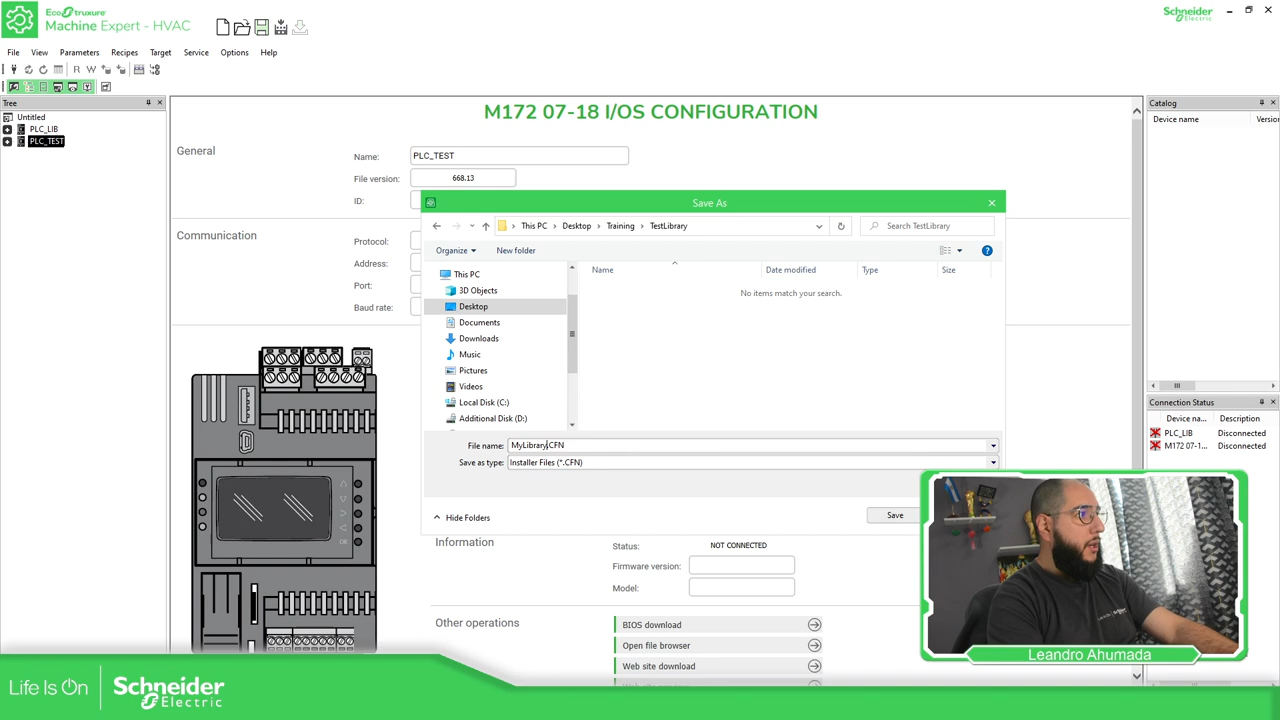 EcoStruxure
Machine Expert - HVAC
Schneider
Electric
File View Parameters Recipes Target Service Options Help
R W
Tree
Untitled
PLC_LIB
PLC_TEST
M172 07-18 I/OS CONFIGURATION
General
Name: PLC_TEST
File version: 668.13
ID:
Communication
Protocol:
Address:
Port:
Baud rate:
Save As
This PC > Desktop > Training > TestLibrary
Search TestLibrary
Organize New folder
Name Date modified Type Size
No items match your search.
This PC
3D Objects
Desktop
Documents
Downloads
Music
Pictures
Videos
Local Disk (C:)
Additional Disk (D:)
File name: MyLibrary.CFN
Save as type: Installer Files (*.CFN)
Hide Folders
Save
Information
Status: NOT CONNECTED
Firmware version:
Model:
Other operations
BIOS download
Open file browser
Web site download
Catalog
Device name Version
Connection Status
Device na... Description
PLC_LIB Disconnected
M172 07-1... Disconnected
OK
Leandro Ahumada
Life Is On
Schneider
Electric